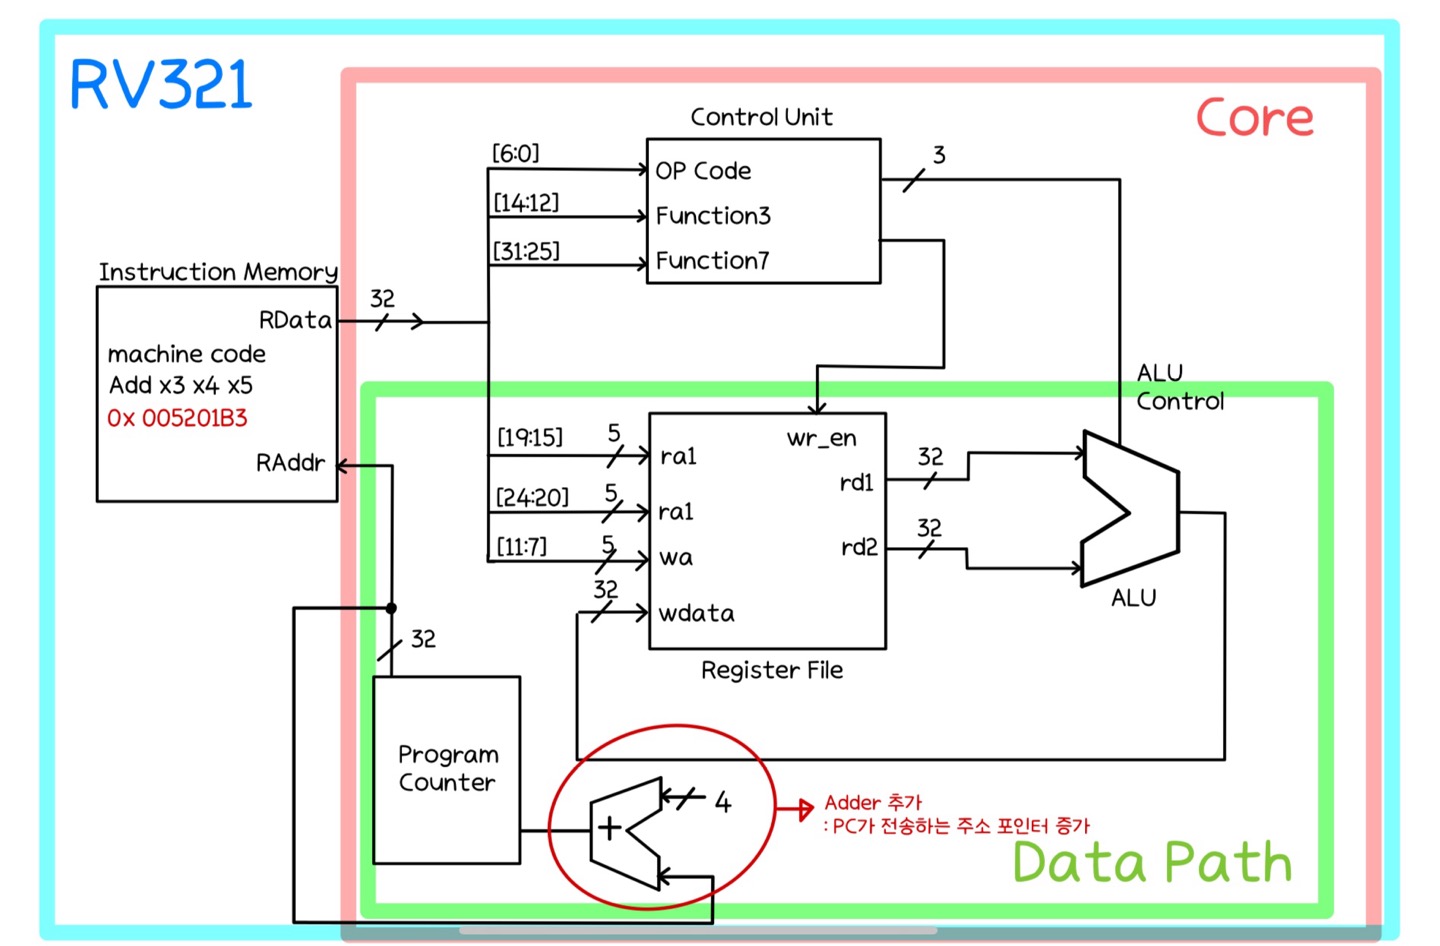 RV321
Core
Control Unit
[6:0]
OP Code
3
[14:12]
Function3
[31:25]
Function7
Instruction Memory
32
RData
machine code
Add x3 x4 x5
0x 005201B3
RAddr
ALU
Control
wr_en
[19:15]
5
ra1
32
rd1
[24:20]
5
ra1
32
rd2
[11:7]
5
wa
32
wdata
ALU
32
Register File
Program
Counter
+
4
Adder 추가
: PC가 전송하는 주소 포인터 증가
Data Path